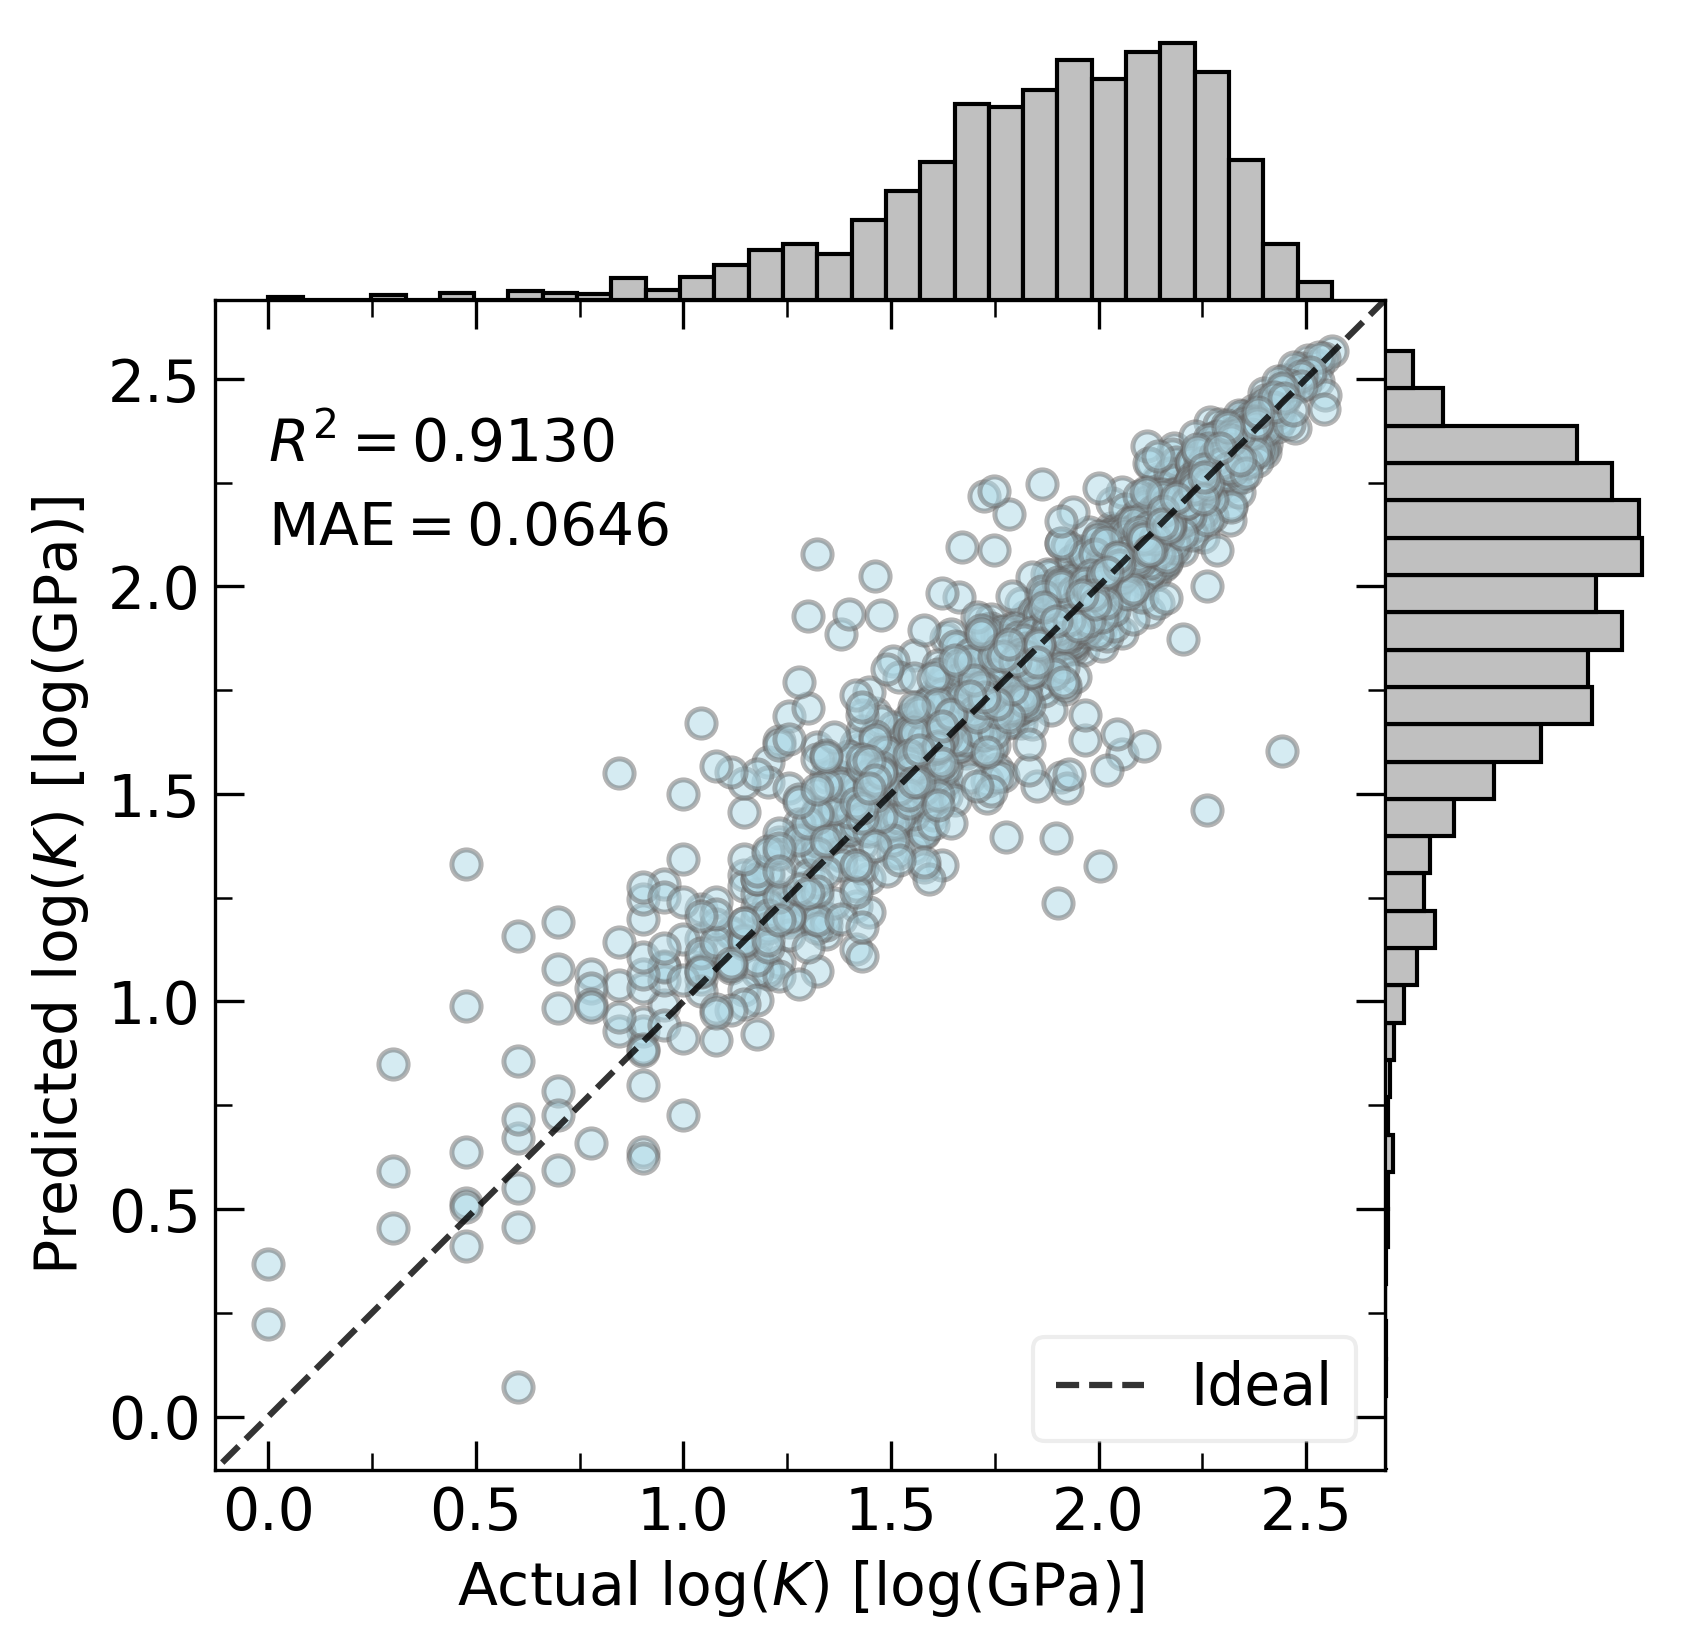 R² = 0.9130
MAE = 0.0646
Predicted log(K) [log(GPa)]
2.5
2.0
1.5
1.0
0.5
0.0
Ideal
0.0 0.5 1.0 1.5 2.0 2.5
Actual log(K) [log(GPa)]